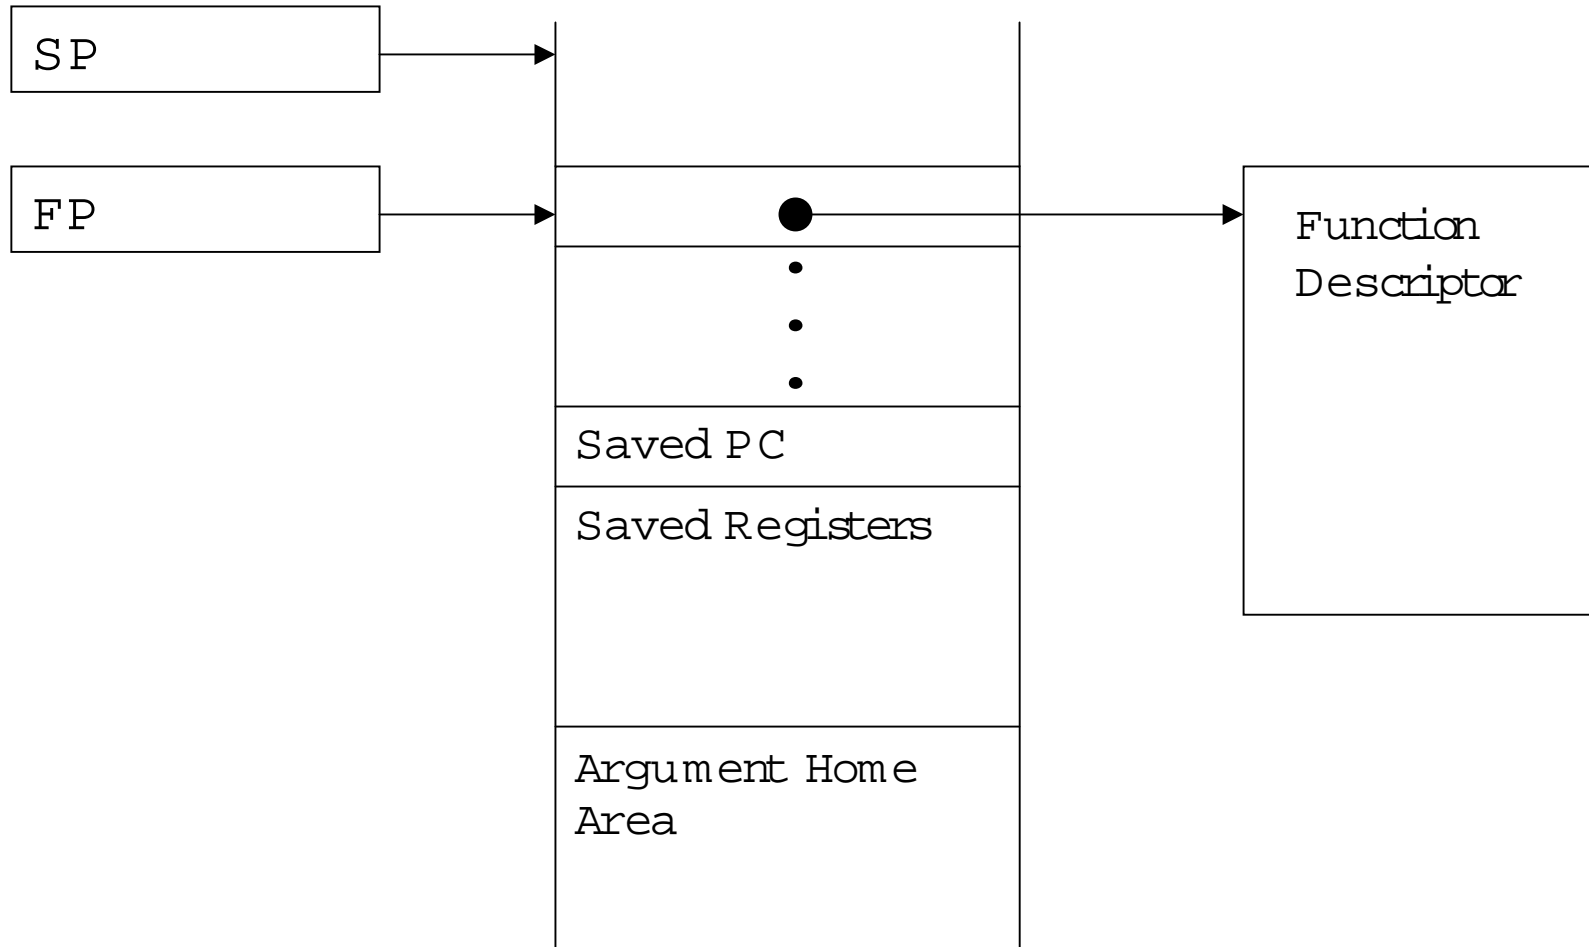 SP
FP
Function
Descriptor
Saved PC
Saved Registers
Argument Home
Area